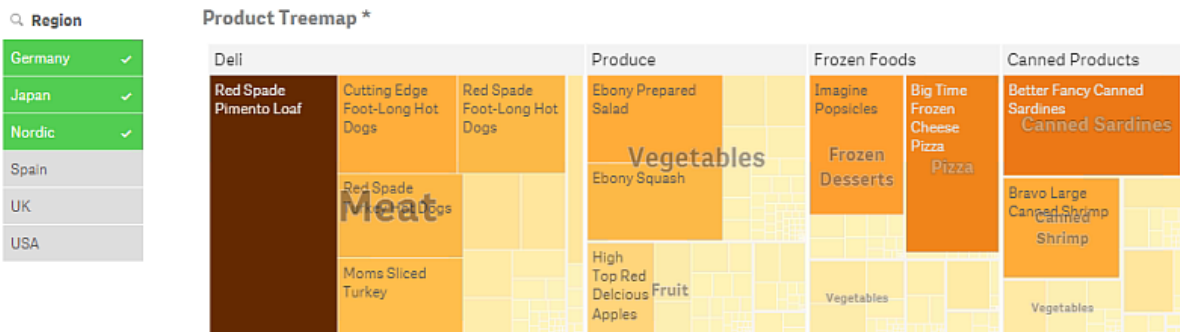 Region
Germany
Japan
Nordic
Spain
UK
USA
Product Treemap *
Deli
Red Spade
Pimento Loaf
Cutting Edge
Foot-Long Hot
Dogs
Red Spade
Foot-Long Hot
Dogs
Red Spade
Turkey Hot Dogs
Meat
Moms Sliced
Turkey
Produce
Ebony Prepared
Salad
Vegetables
Ebony Squash
High
Top Red
Delcious
Apples
Fruit
Frozen Foods
Imagine
Popsicles
Frozen
Desserts
Big Time
Frozen
Cheese
Pizza
Pizza
Vegetables
Canned Products
Better Fancy Canned
Sardines
Canned Sardines
Bravo Large
Canned Shrimp
Canned
Shrimp
Vegetables